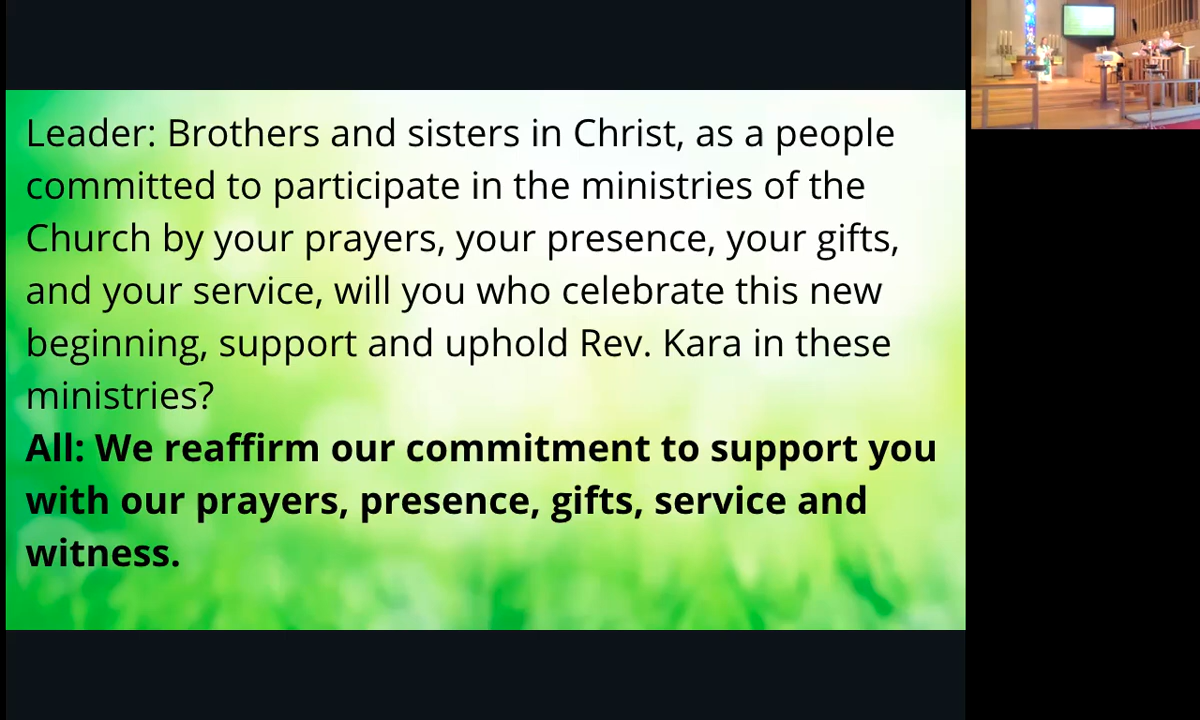 Leader: Brothers and sisters in Christ, as a people
committed to participate in the ministries of the
Church by your prayers, your presence, your gifts,
and your service, will you who celebrate this new
beginning, support and uphold Rev. Kara in these
ministries?
All: We reaffirm our commitment to support you
with our prayers, presence, gifts, service and
witness.